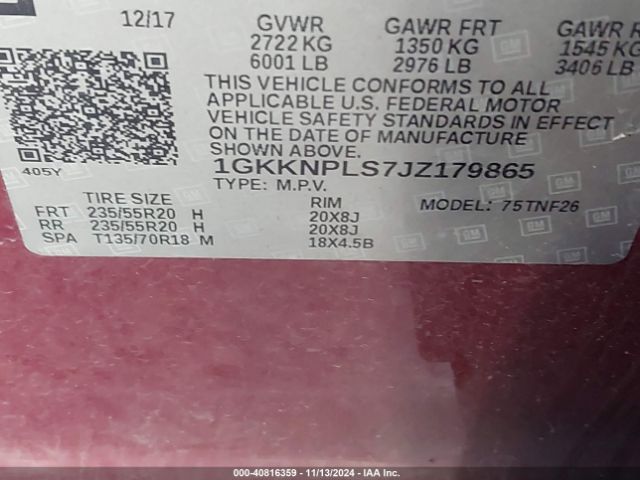 12/17 GVWR GAWR FRT GAWR R
2722 KG 1350 KG 1545 KG
6001 LB 2976 LB 3406 LB
THIS VEHICLE CONFORMS TO ALL
APPLICABLE U.S. FEDERAL MOTOR
VEHICLE SAFETY STANDARDS IN EFFECT
ON THE DATE OF MANUFACTURE
SHOWN ABOVE.
405Y 1GKKNPLS7JZ179865
TYPE: M.P.V.
TIRE SIZE RIM MODEL: 75TNF26
FRT 235/55R20 H 20X8J
RR 235/55R20 H 20X8J
SPA T135/70R18 M 18X4.5B
GM
000-40816359 - 11/13/2024 - IAA Inc.